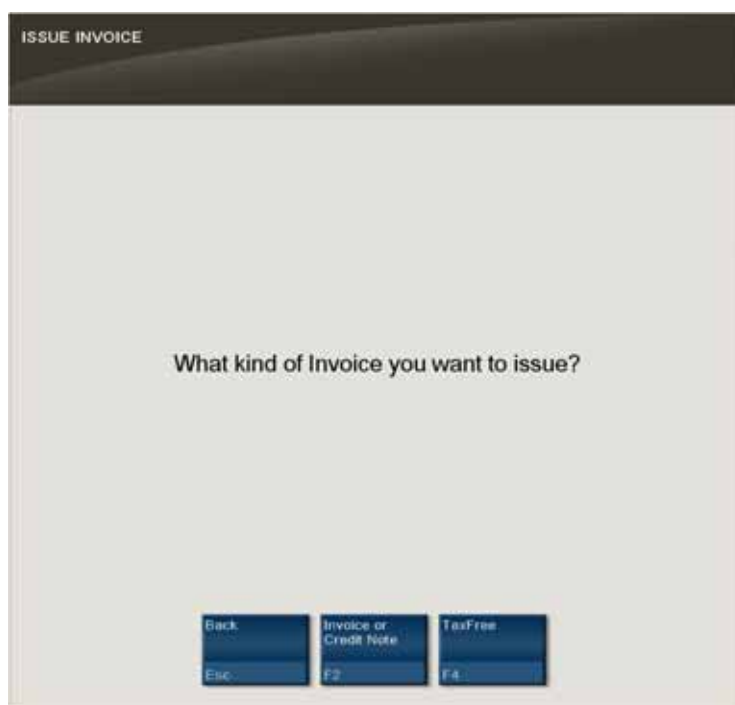 ISSUE INVOICE
What kind of Invoice you want to issue?
Back
Esc
Invoice or
Credit Note
F2
TaxFree
F4